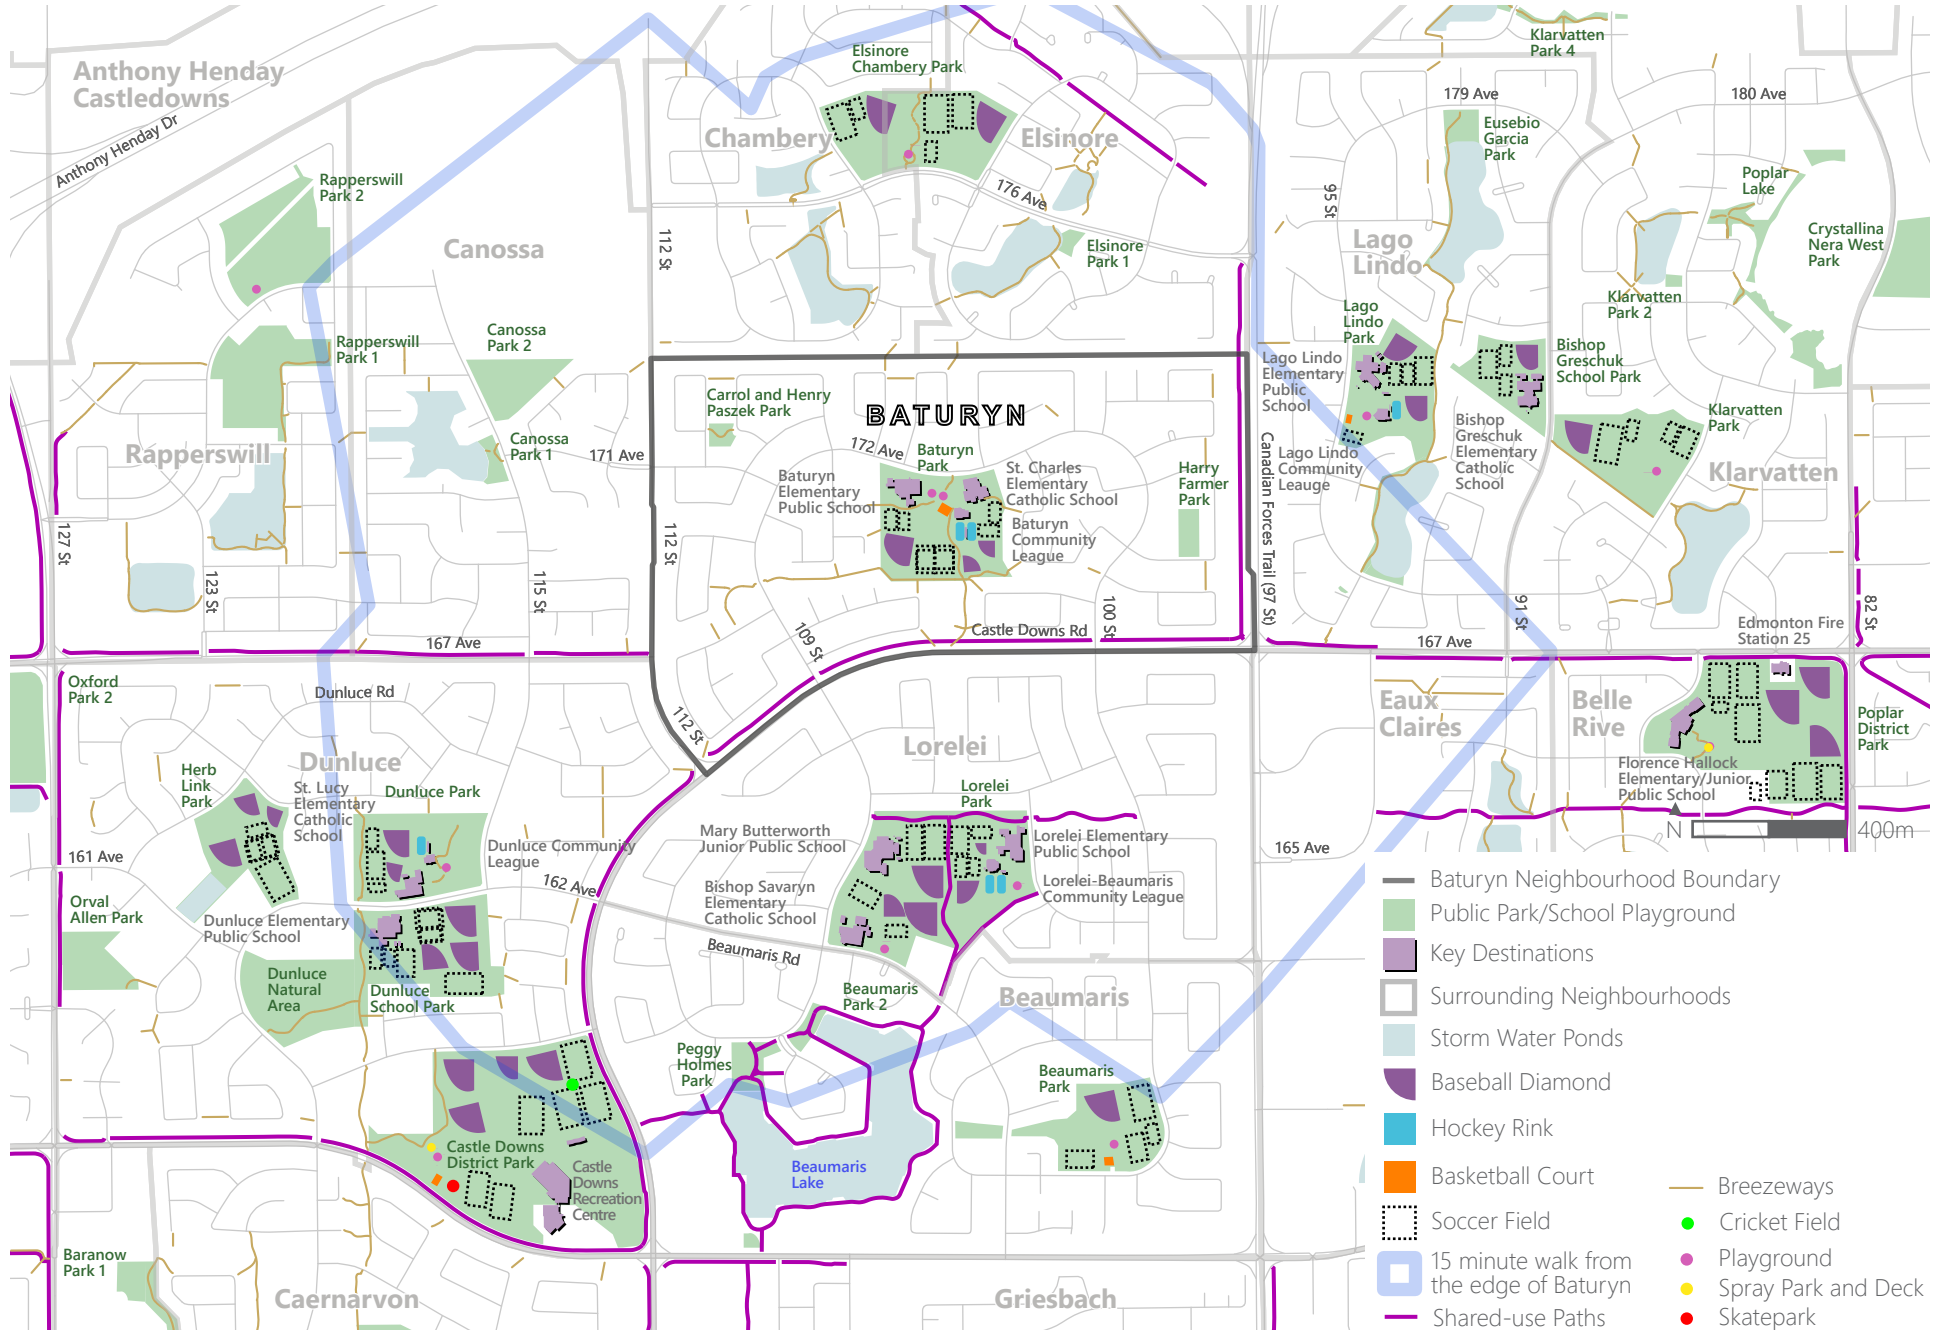 Anthony Henday
Castledowns
Anthony Henday Dr
Elsinore
Chambery Park
Klarvatten
Park 4
Chambery
Elsinore
176 Ave
179 Ave
180 Ave
Eusebio
Garcia
Park
Poplar
Lake
Rapperswill
Park 2
Canossa
112 St
Elsinore
Park 1
95 St
Lago
Lindo
Crystallina
Nera West
Park
Klarvatten
Park 2
Lago
Lindo
Park
Canossa
Park 2
Rapperswill
Park 1
Lago Lindo
Elementary
Public
School
Bishop
Greschuk
School Park
Carrol and Henry
Paszek Park
BATURYN
Klarvatten
Park
Canossa
Park 1
171 Ave
172 Ave
Baturyn
Park
Bishop
Greschuk
Elementary
Catholic
School
Rapperswill
Baturyn
Elementary
Public School
St. Charles
Elementary
Catholic School
Harry
Farmer
Park
Lago Lindo
Community
Leauge
Klarvatten
Canadian Forces Trail (97 St)
Baturyn
Community
League
127 St
112 St
123 St
115 St
109 St
100 St
91 St
82 St
Castle Downs Rd
167 Ave
167 Ave
Edmonton Fire
Station 25
Oxford
Park 2
Dunluce Rd
112 St
Eaux
Claires
Belle
Rive
Poplar
District
Park
Lorelei
Dunluce
Herb
Link
Park
St. Lucy
Elementary
Catholic
School
Dunluce Park
Lorelei
Park
Florence Hallock
Elementary/Junior
Public School
N
400m
Mary Butterworth
Junior Public School
Lorelei Elementary
Public School
Dunluce Community
League
161 Ave
162 Ave
165 Ave
Bishop Savaryn
Elementary
Catholic School
Lorelei-Beaumaris
Community League
Orval
Allen Park
Dunluce Elementary
Public School
Beaumaris Rd
Dunluce
Natural
Area
Dunluce
School Park
Beaumaris
Park 2
Beaumaris
Peggy
Holmes
Park
Beaumaris
Park
Castle Downs
District Park
Castle
Downs
Recreation
Centre
Beaumaris
Lake
Baranow
Park 1
Caernarvon
Griesbach
Baturyn Neighbourhood Boundary
Public Park/School Playground
Key Destinations
Surrounding Neighbourhoods
Storm Water Ponds
Baseball Diamond
Hockey Rink
Basketball Court
Soccer Field
15 minute walk from
the edge of Baturyn
Shared-use Paths
Breezeways
Cricket Field
Playground
Spray Park and Deck
Skatepark